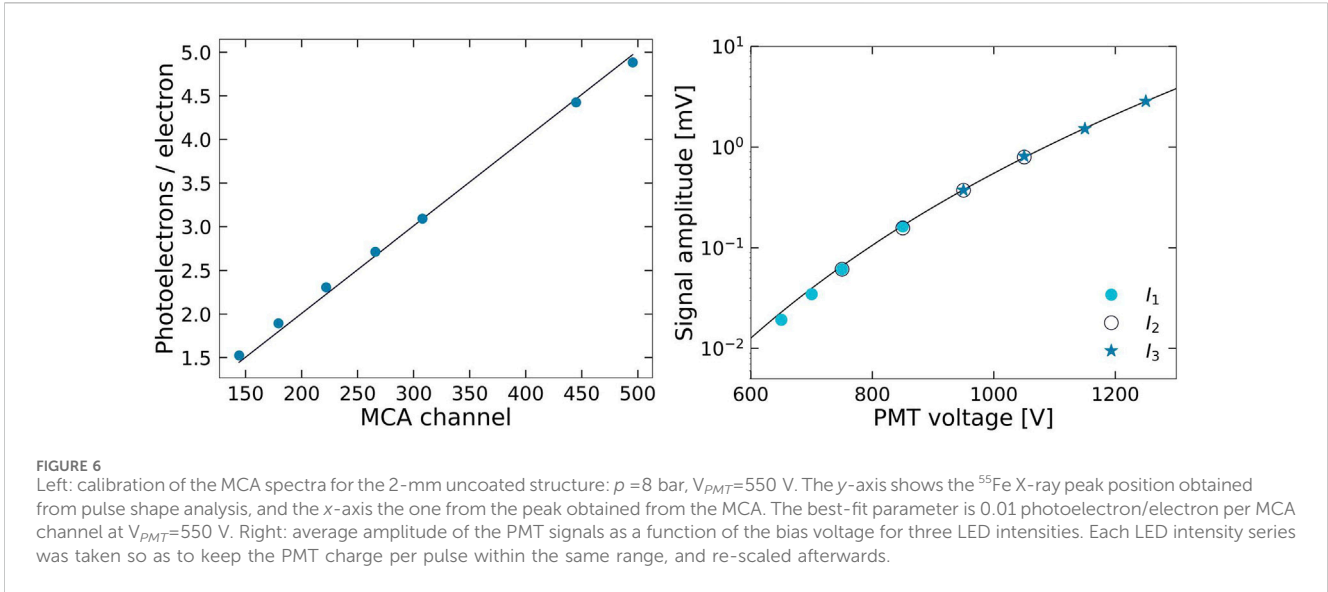 5.0
4.5
4.0
3.5
3.0
2.5
2.0
1.5
Photoelectrons / electron
150 200 250 300 350 400 450 500
MCA channel
10¹
10⁰
10⁻¹
10⁻²
Signal amplitude [mV]
I₁
I₂
I₃
600 800 1000 1200
PMT voltage [V]
FIGURE 6
Left: calibration of the MCA spectra for the 2-mm uncoated structure: p =8 bar, V_PMT=550 V. The y-axis shows the ⁵⁵Fe X-ray peak position obtained
from pulse shape analysis, and the x-axis the one from the peak obtained from the MCA. The best-fit parameter is 0.01 photoelectron/electron per MCA
channel at V_PMT=550 V. Right: average amplitude of the PMT signals as a function of the bias voltage for three LED intensities. Each LED intensity series
was taken so as to keep the PMT charge per pulse within the same range, and re-scaled afterwards.